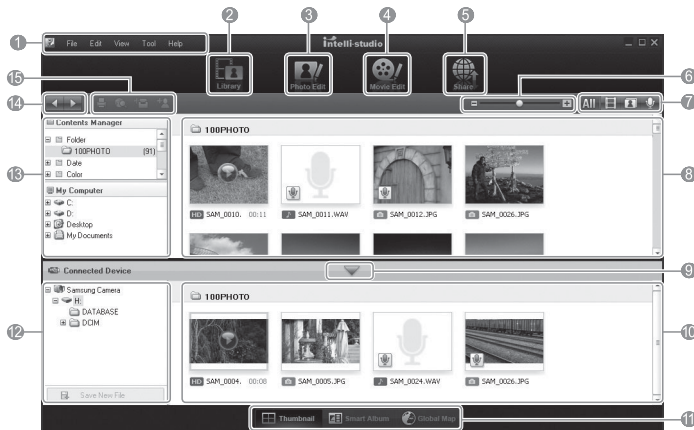 2 3 4 5
1 File Edit View Tool Help intelli-studio
15 Library Photo Edit Movie Edit Share 6
14 All 7
Contents Manager 100PHOTO
Folder
100PHOTO (91)
Date
Color
13 8
My Computer
C:
D:
Desktop
My Documents
HD SAM_0010. 00:11 SAM_0011.WAV SAM_0012.JPG SAM_0026.JPG
Connected Device 9
Samsung Camera 100PHOTO
H:
DATABASE
DCIM
12 10
HD SAM_0004. 00:08 SAM_0005.JPG SAM_0024.WAV SAM_0026.JPG
Save New File
Thumbnail Smart Album Global Map 11